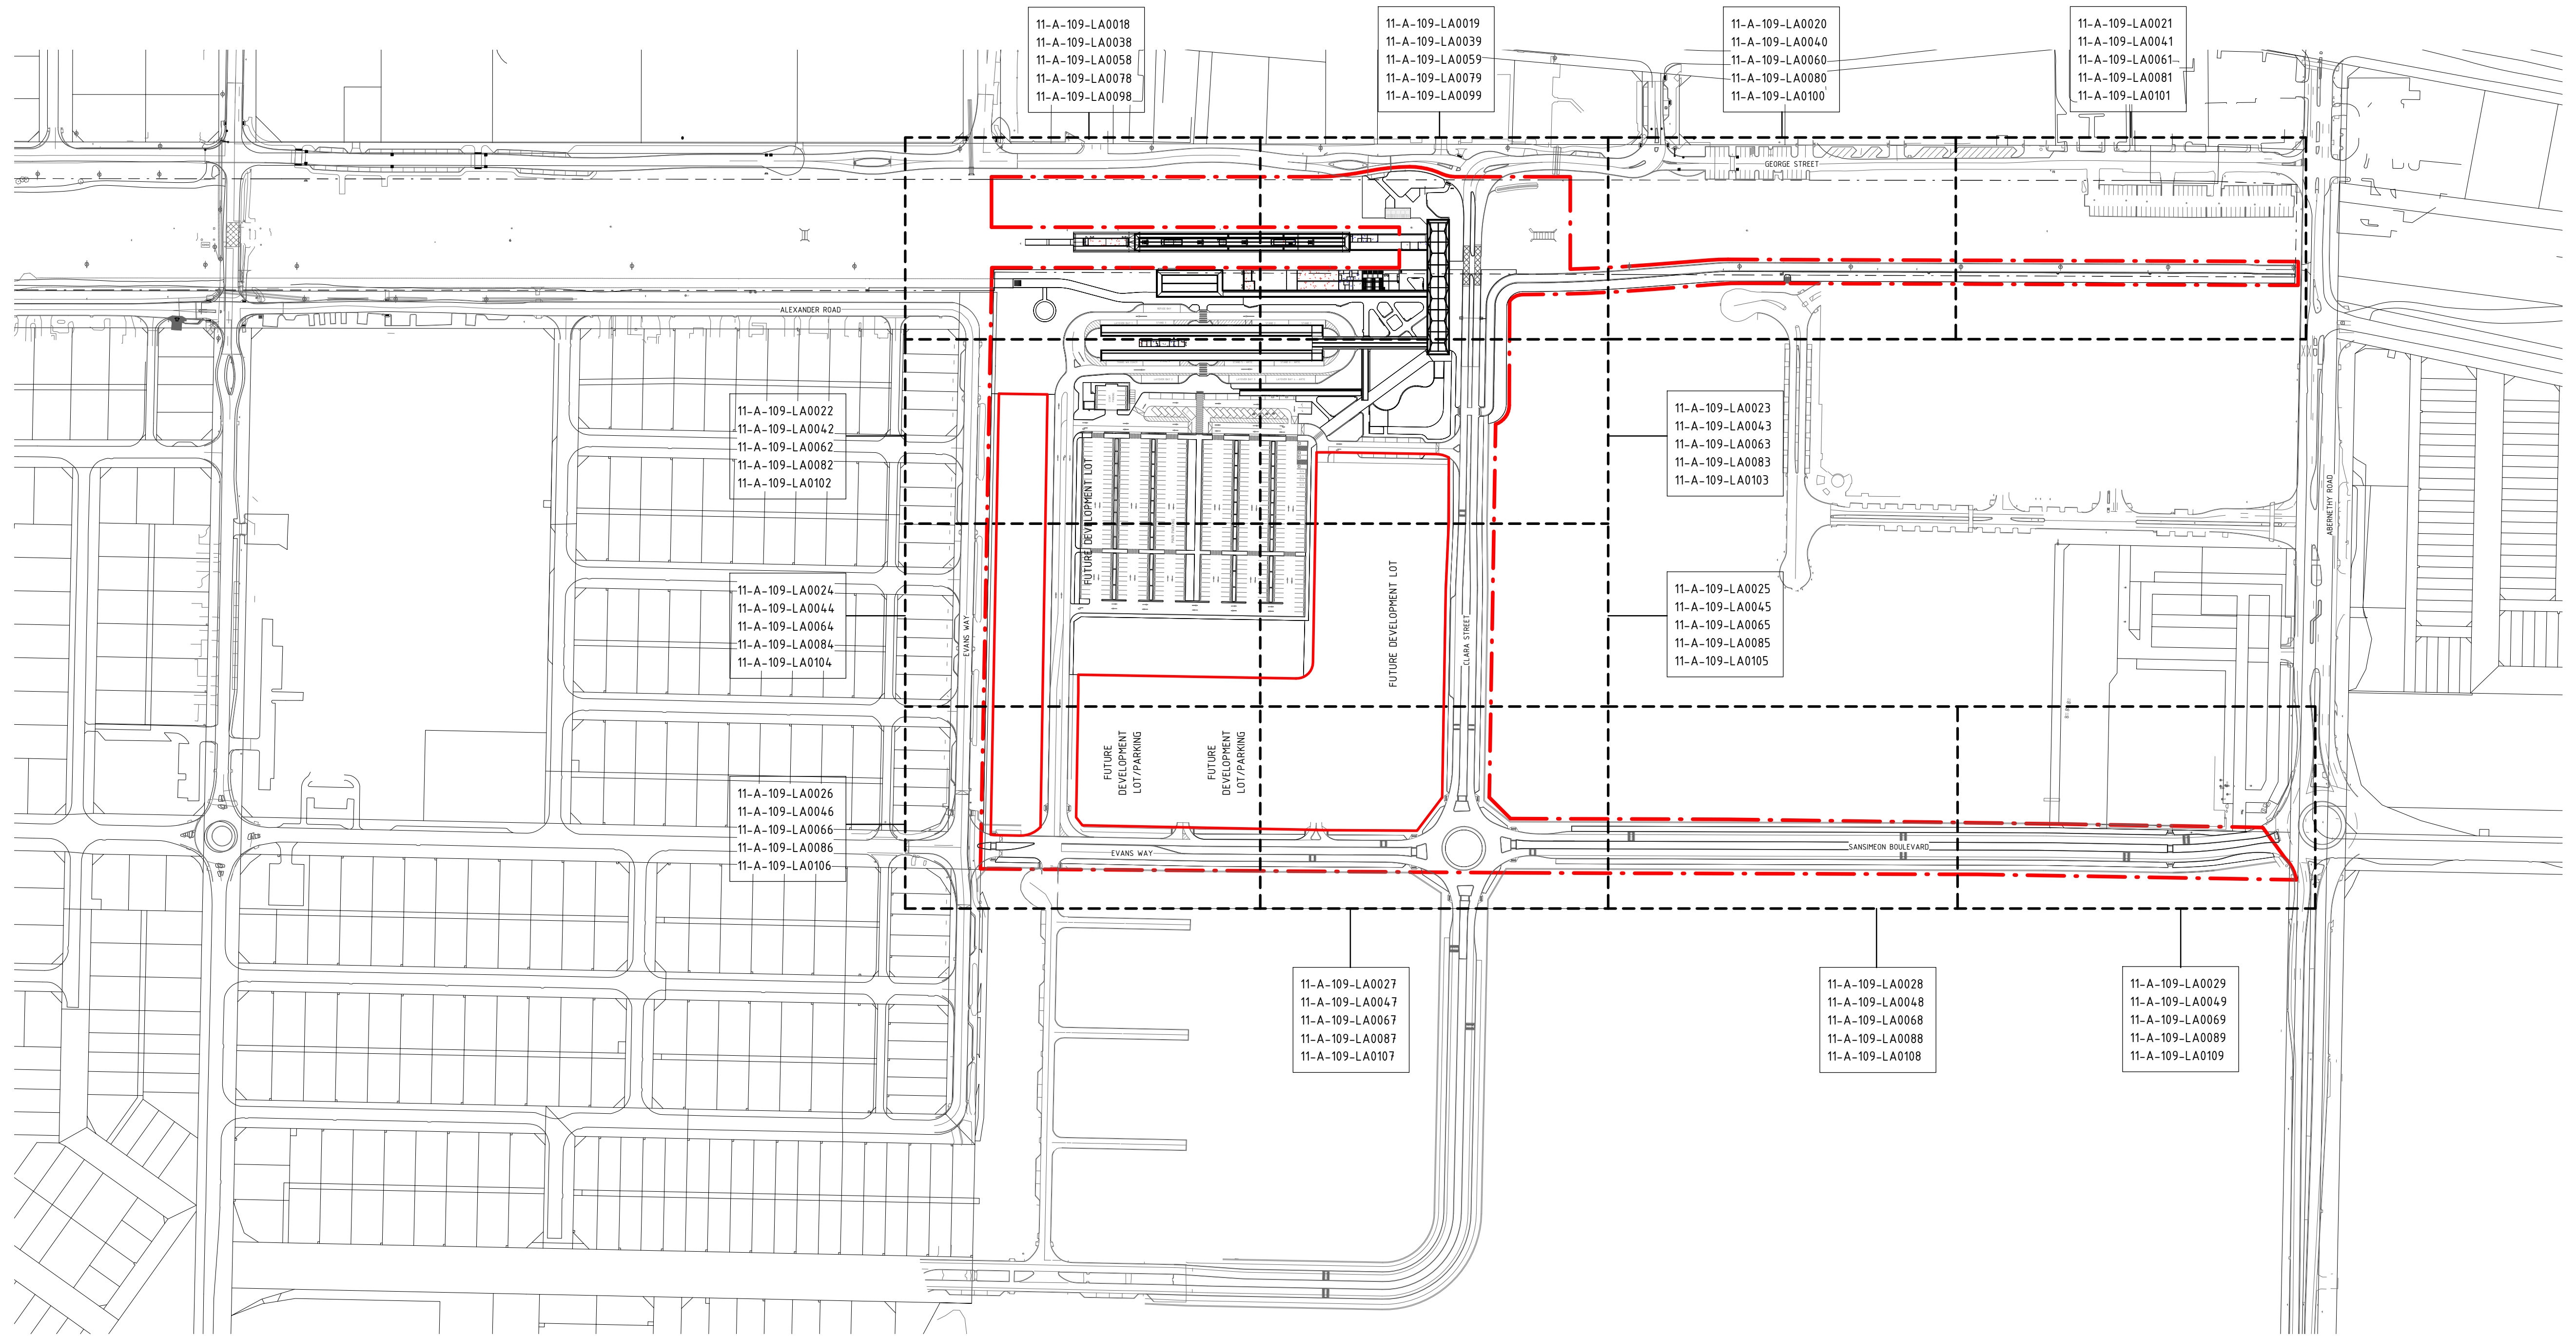 11-A-109-LA0018
11-A-109-LA0038
11-A-109-LA0058
11-A-109-LA0078
11-A-109-LA0098
11-A-109-LA0019
11-A-109-LA0039
11-A-109-LA0059
11-A-109-LA0079
11-A-109-LA0099
11-A-109-LA0020
11-A-109-LA0040
11-A-109-LA0060
11-A-109-LA0080
11-A-109-LA0100
11-A-109-LA0021
11-A-109-LA0041
11-A-109-LA0061
11-A-109-LA0081
11-A-109-LA0101
GEORGE STREET
ALEXANDER ROAD
11-A-109-LA0022
11-A-109-LA0042
11-A-109-LA0062
11-A-109-LA0082
11-A-109-LA0102
11-A-109-LA0023
11-A-109-LA0043
11-A-109-LA0063
11-A-109-LA0083
11-A-109-LA0103
ABERNETHY ROAD
FUTURE DEVELOPMENT LOT
11-A-109-LA0024
11-A-109-LA0044
11-A-109-LA0064
11-A-109-LA0084
11-A-109-LA0104
EVANS WAY
FUTURE DEVELOPMENT LOT
CLARA STREET
11-A-109-LA0025
11-A-109-LA0045
11-A-109-LA0065
11-A-109-LA0085
11-A-109-LA0105
FUTURE
DEVELOPMENT
LOT/PARKING
FUTURE
DEVELOPMENT
LOT/PARKING
11-A-109-LA0026
11-A-109-LA0046
11-A-109-LA0066
11-A-109-LA0086
11-A-109-LA0106
EVANS WAY
SANSIMEON BOULEVARD
11-A-109-LA0027
11-A-109-LA0047
11-A-109-LA0067
11-A-109-LA0087
11-A-109-LA0107
11-A-109-LA0028
11-A-109-LA0048
11-A-109-LA0068
11-A-109-LA0088
11-A-109-LA0108
11-A-109-LA0029
11-A-109-LA0049
11-A-109-LA0069
11-A-109-LA0089
11-A-109-LA0109